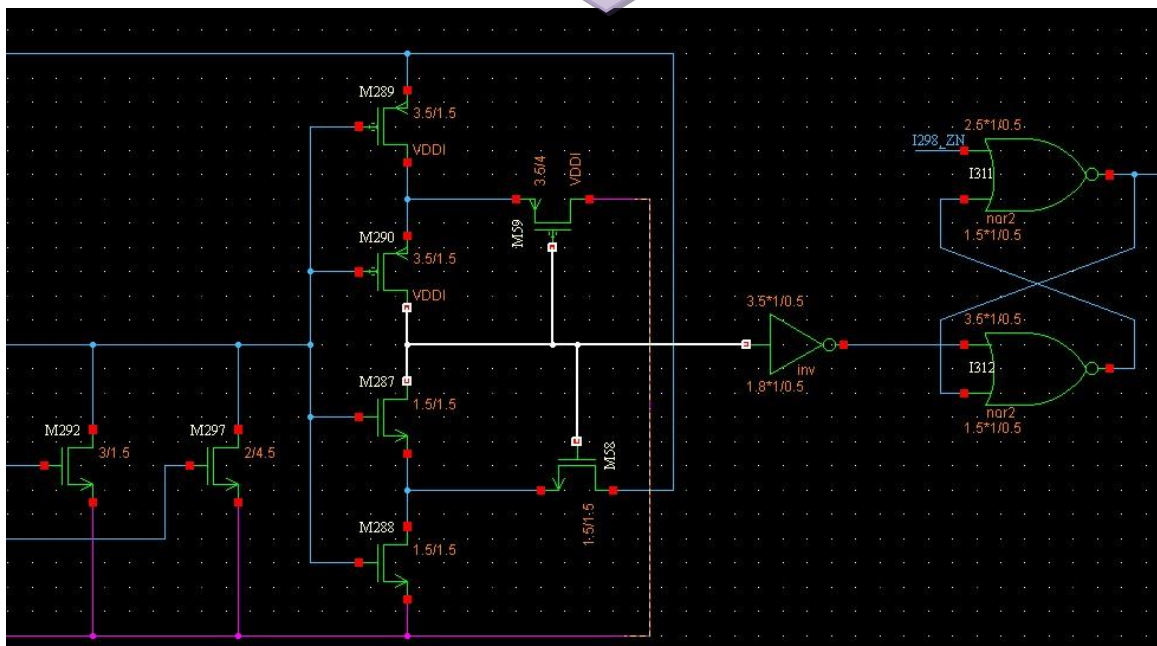 M289
3.5/1.5
VDDI
3.5/4
VDDI
M59
M290
3.5/1.5
VDDI
M287
1.5/1.5
M58
1.5/1.5
M288
1.5/1.5
M292
3/1.5
M297
2/4.5
3.5*1/0.5
inv
1.8*1/0.5
2.5*1/0.5
I298_ZN
I311
nor2
1.5*1/0.5
3.5*1/0.5
I312
nor2
1.5*1/0.5